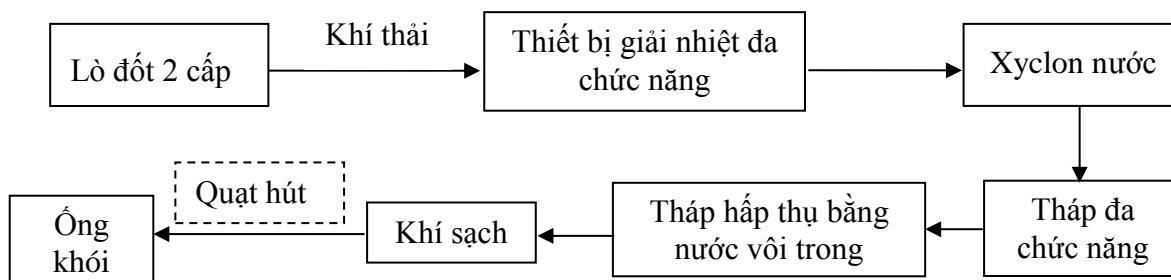 Lò đốt 2 cấp
Khí thải
Thiết bị giải nhiệt đa
chức năng
Xyclon nước
Tháp đa
chức năng
Tháp hấp thụ bằng
nước vôi trong
Khí sạch
Quạt hút
Ống
khói